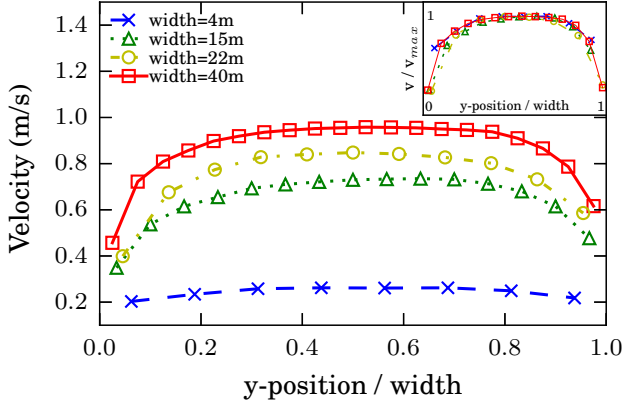 1.4
1.2
1.0
0.8
0.6
0.4
0.2
Velocity (m/s)
width=4m
width=15m
width=22m
width=40m
1
v / v_max
0
y-position / width
1
0.0
0.2
0.4
0.6
0.8
1.0
y-position / width